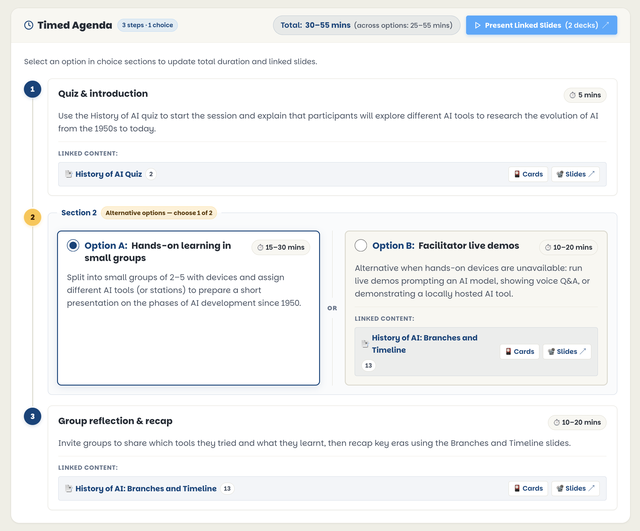 Timed Agenda 3 steps · 1 choice Total: 30–55 mins (across options: 25–55 mins) Present Linked Slides (2 decks)
Select an option in choice sections to update total duration and linked slides.
1
Quiz & introduction 5 mins
Use the History of AI quiz to start the session and explain that participants will explore different AI tools to research the evolution of AI
from the 1950s to today.
LINKED CONTENT:
History of AI Quiz 2 Cards Slides
2
Section 2 Alternative options — choose 1 of 2
Option A: Hands-on learning in
small groups
15–30 mins
Split into small groups of 2–5 with devices and assign
different AI tools (or stations) to prepare a short
presentation on the phases of AI development since 1950.
OR
Option B: Facilitator live demos 10–20 mins
Alternative when hands-on devices are unavailable: run
live demos prompting an AI model, showing voice Q&A, or
demonstrating a locally hosted AI tool.
LINKED CONTENT:
History of AI: Branches and
Timeline
13
Cards Slides
3
Group reflection & recap 10–20 mins
Invite groups to share which tools they tried and what they learnt, then recap key eras using the Branches and Timeline slides.
LINKED CONTENT:
History of AI: Branches and Timeline 13 Cards Slides